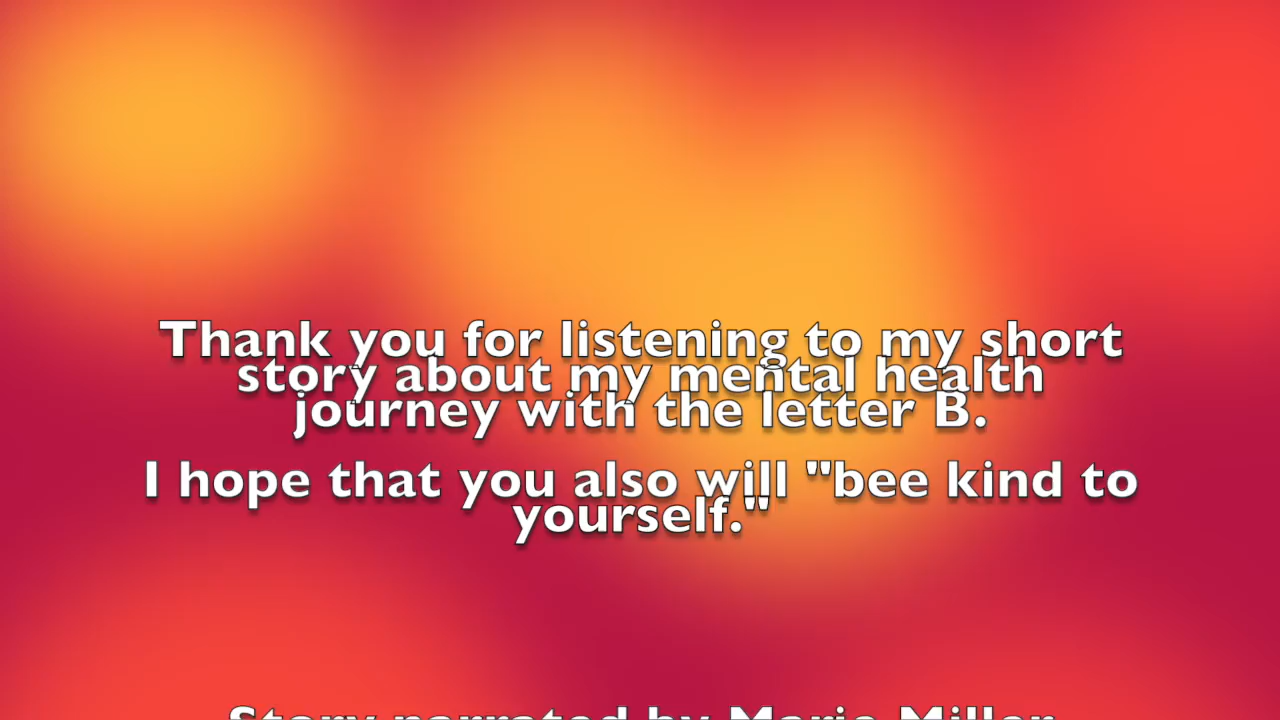 Thank you for listening to my short
story about my mental health
journey with the letter B.
I hope that you also will "bee kind to
yourself."
Story narrated by Marie Miller